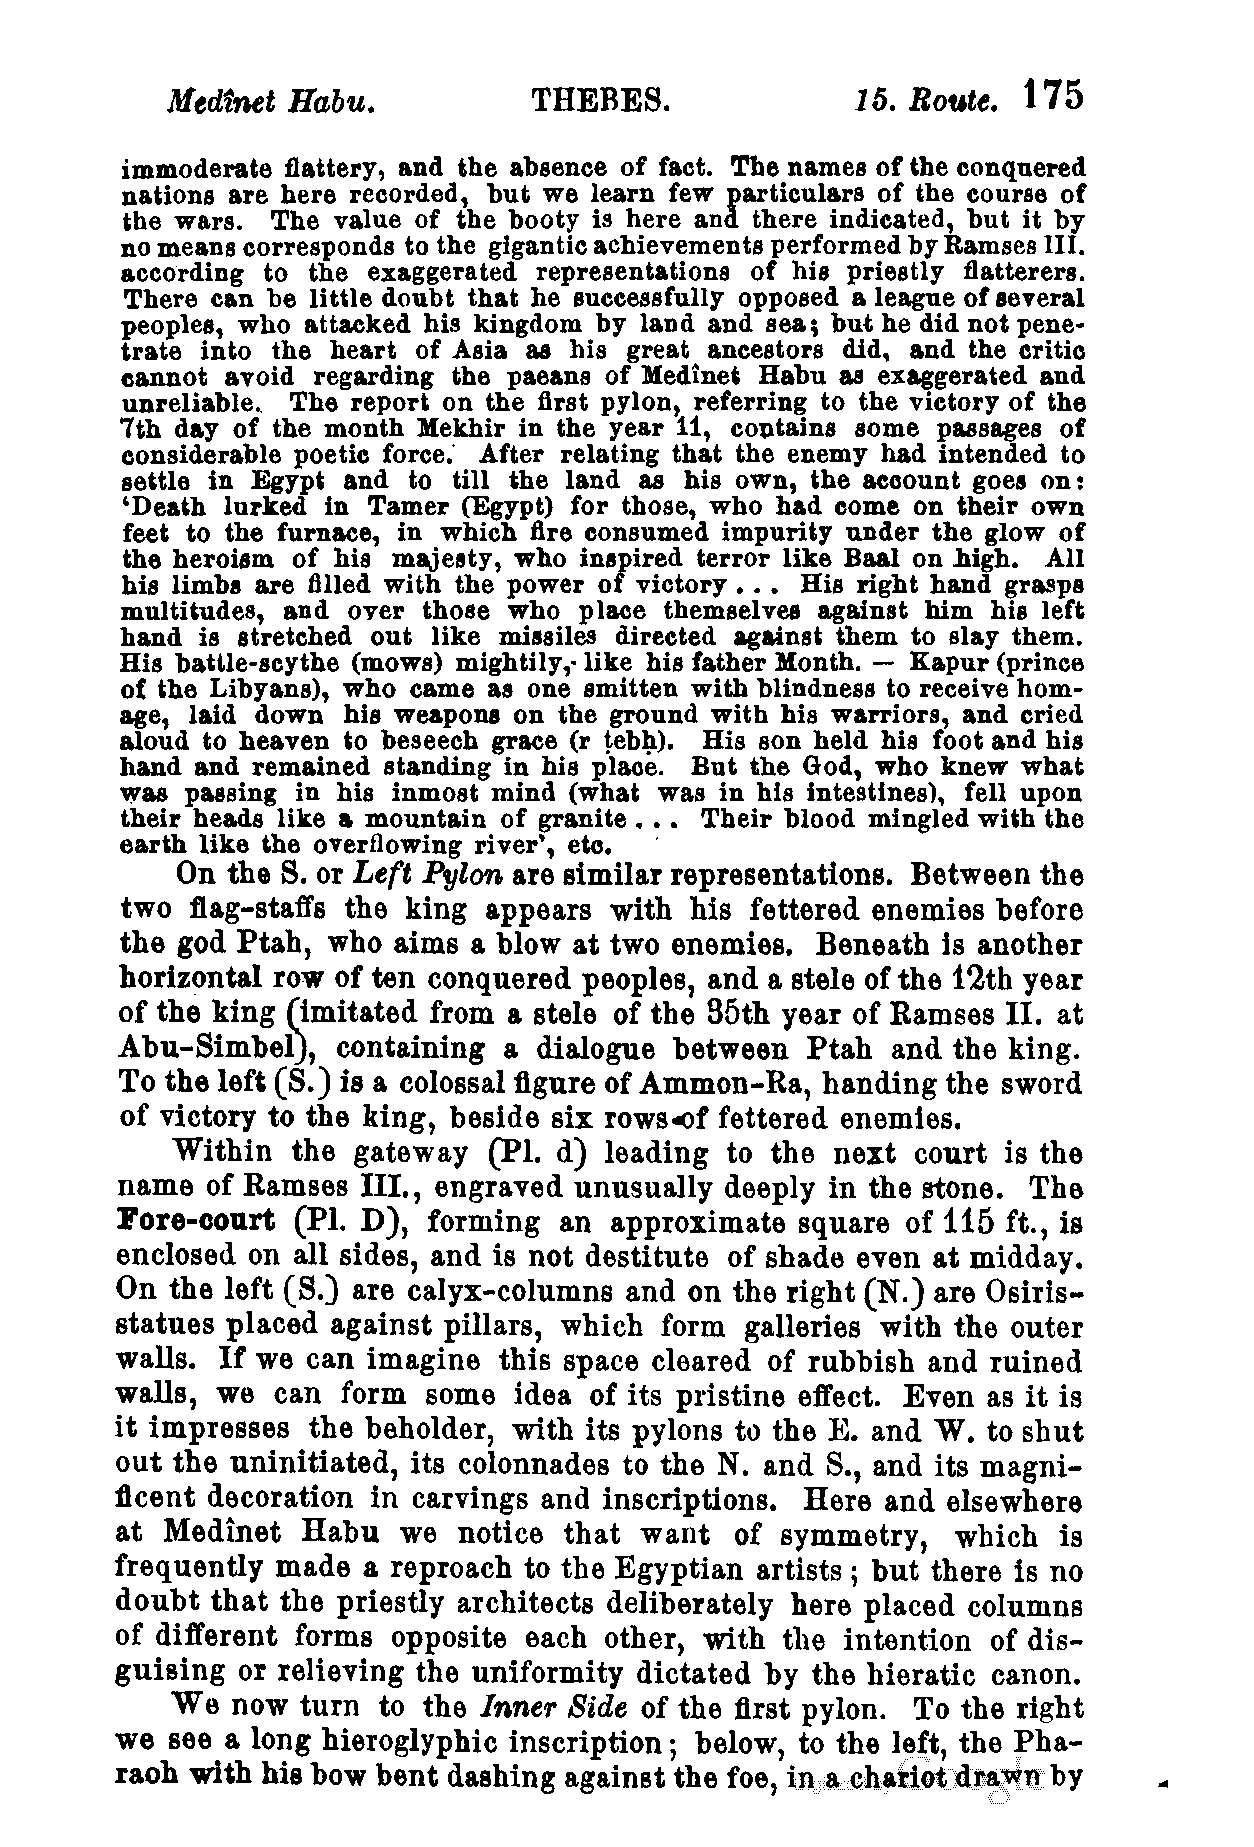 Medînet Habu. THEBES. 15. Route. 175
immoderate flattery, and the absence of fact. The names of the conquered
nations are here recorded, but we learn few particulars of the course of
the wars. The value of the booty is here and there indicated, but it by
no means corresponds to the gigantic achievements performed by Ramses III.
according to the exaggerated representations of his priestly flatterers.
There can be little doubt that he successfully opposed a league of several
peoples, who attacked his kingdom by land and sea; but he did not pene-
trate into the heart of Asia as his great ancestors did, and the critic
cannot avoid regarding the paeans of Medînet Habu as exaggerated and
unreliable. The report on the first pylon, referring to the victory of the
7th day of the month Mekhir in the year 11, contains some passages of
considerable poetic force. After relating that the enemy had intended to
settle in Egypt and to till the land as his own, the account goes on:
‘Death lurked in Tamer (Egypt) for those, who had come on their own
feet to the furnace, in which fire consumed impurity under the glow of
the heroism of his majesty, who inspired terror like Baal on high. All
his limbs are filled with the power of victory . . . His right hand grasps
multitudes, and over those who place themselves against him his left
hand is stretched out like missiles directed against them to slay them.
His battle-scythe (mows) mightily, like his father Month. — Kapur (prince
of the Libyans), who came as one smitten with blindness to receive hom-
age, laid down his weapons on the ground with his warriors, and cried
aloud to heaven to beseech grace (r ṭebḥ). His son held his foot and his
hand and remained standing in his place. But the God, who knew what
was passing in his inmost mind (what was in his intestines), fell upon
their heads like a mountain of granite . . . Their blood mingled with the
earth like the overflowing river’, etc.
On the S. or Left Pylon are similar representations. Between the
two flag-staffs the king appears with his fettered enemies before
the god Ptah, who aims a blow at two enemies. Beneath is another
horizontal row of ten conquered peoples, and a stele of the 12th year
of the king (imitated from a stele of the 35th year of Ramses II. at
Abu-Simbel), containing a dialogue between Ptah and the king.
To the left (S.) is a colossal figure of Ammon-Ra, handing the sword
of victory to the king, beside six rows of fettered enemies.
Within the gateway (Pl. d) leading to the next court is the
name of Ramses III., engraved unusually deeply in the stone. The
Fore-court (Pl. D), forming an approximate square of 115 ft., is
enclosed on all sides, and is not destitute of shade even at midday.
On the left (S.) are calyx-columns and on the right (N.) are Osiris-
statues placed against pillars, which form galleries with the outer
walls. If we can imagine this space cleared of rubbish and ruined
walls, we can form some idea of its pristine effect. Even as it is
it impresses the beholder, with its pylons to the E. and W. to shut
out the uninitiated, its colonnades to the N. and S., and its magni-
ficent decoration in carvings and inscriptions. Here and elsewhere
at Medînet Habu we notice that want of symmetry, which is
frequently made a reproach to the Egyptian artists; but there is no
doubt that the priestly architects deliberately here placed columns
of different forms opposite each other, with the intention of dis-
guising or relieving the uniformity dictated by the hieratic canon.
We now turn to the Inner Side of the first pylon. To the right
we see a long hieroglyphic inscription; below, to the left, the Pha-
raoh with his bow bent dashing against the foe, in a chariot drawn by